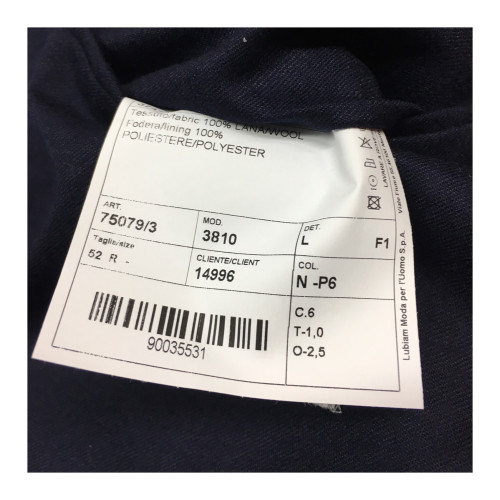 Tessuto/fabric 100% LANA/WOOL
Fodera/lining 100%
POLIESTERE/POLYESTER
ART.
75079/3
MOD.
3810
DET.
L F1
Taglia/size
52 R -
CLIENTE/CLIENT
14996
COL.
N -P6
90035531
C.6
T-1,0
O-2,5
LAVAGE A
Lubiam Moda per l'Uomo S.p.A.